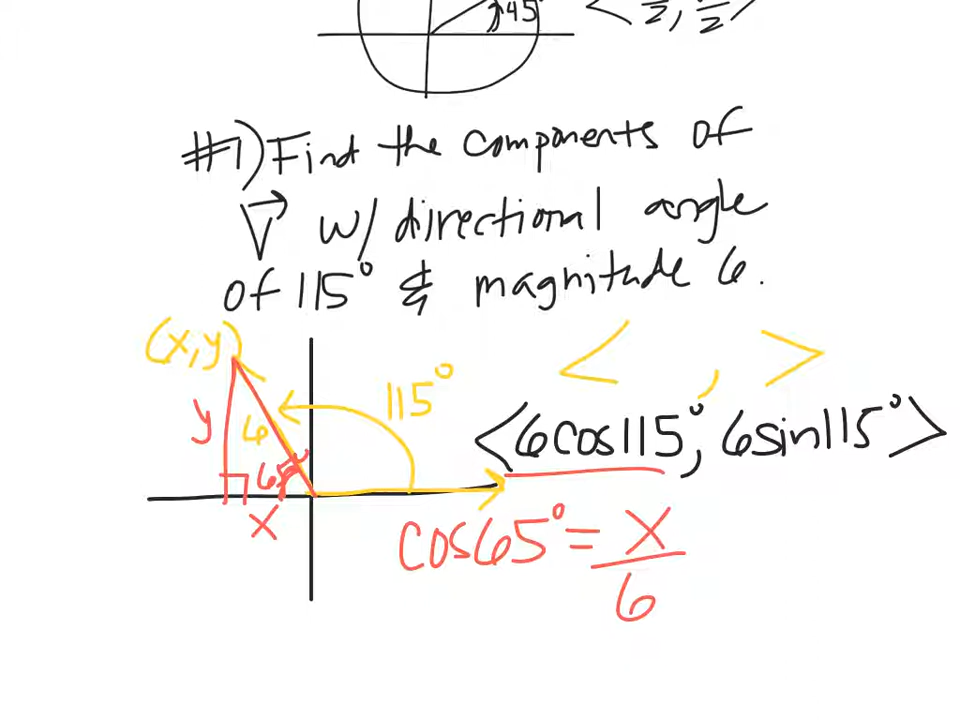 45°
#1) Find the components of
V w/ directional angle
of 115° & magnitude 6.
(x,y)
115°
< , >
y
6
65°
<6cos115°, 6sin115°>
x
cos65° = x/6